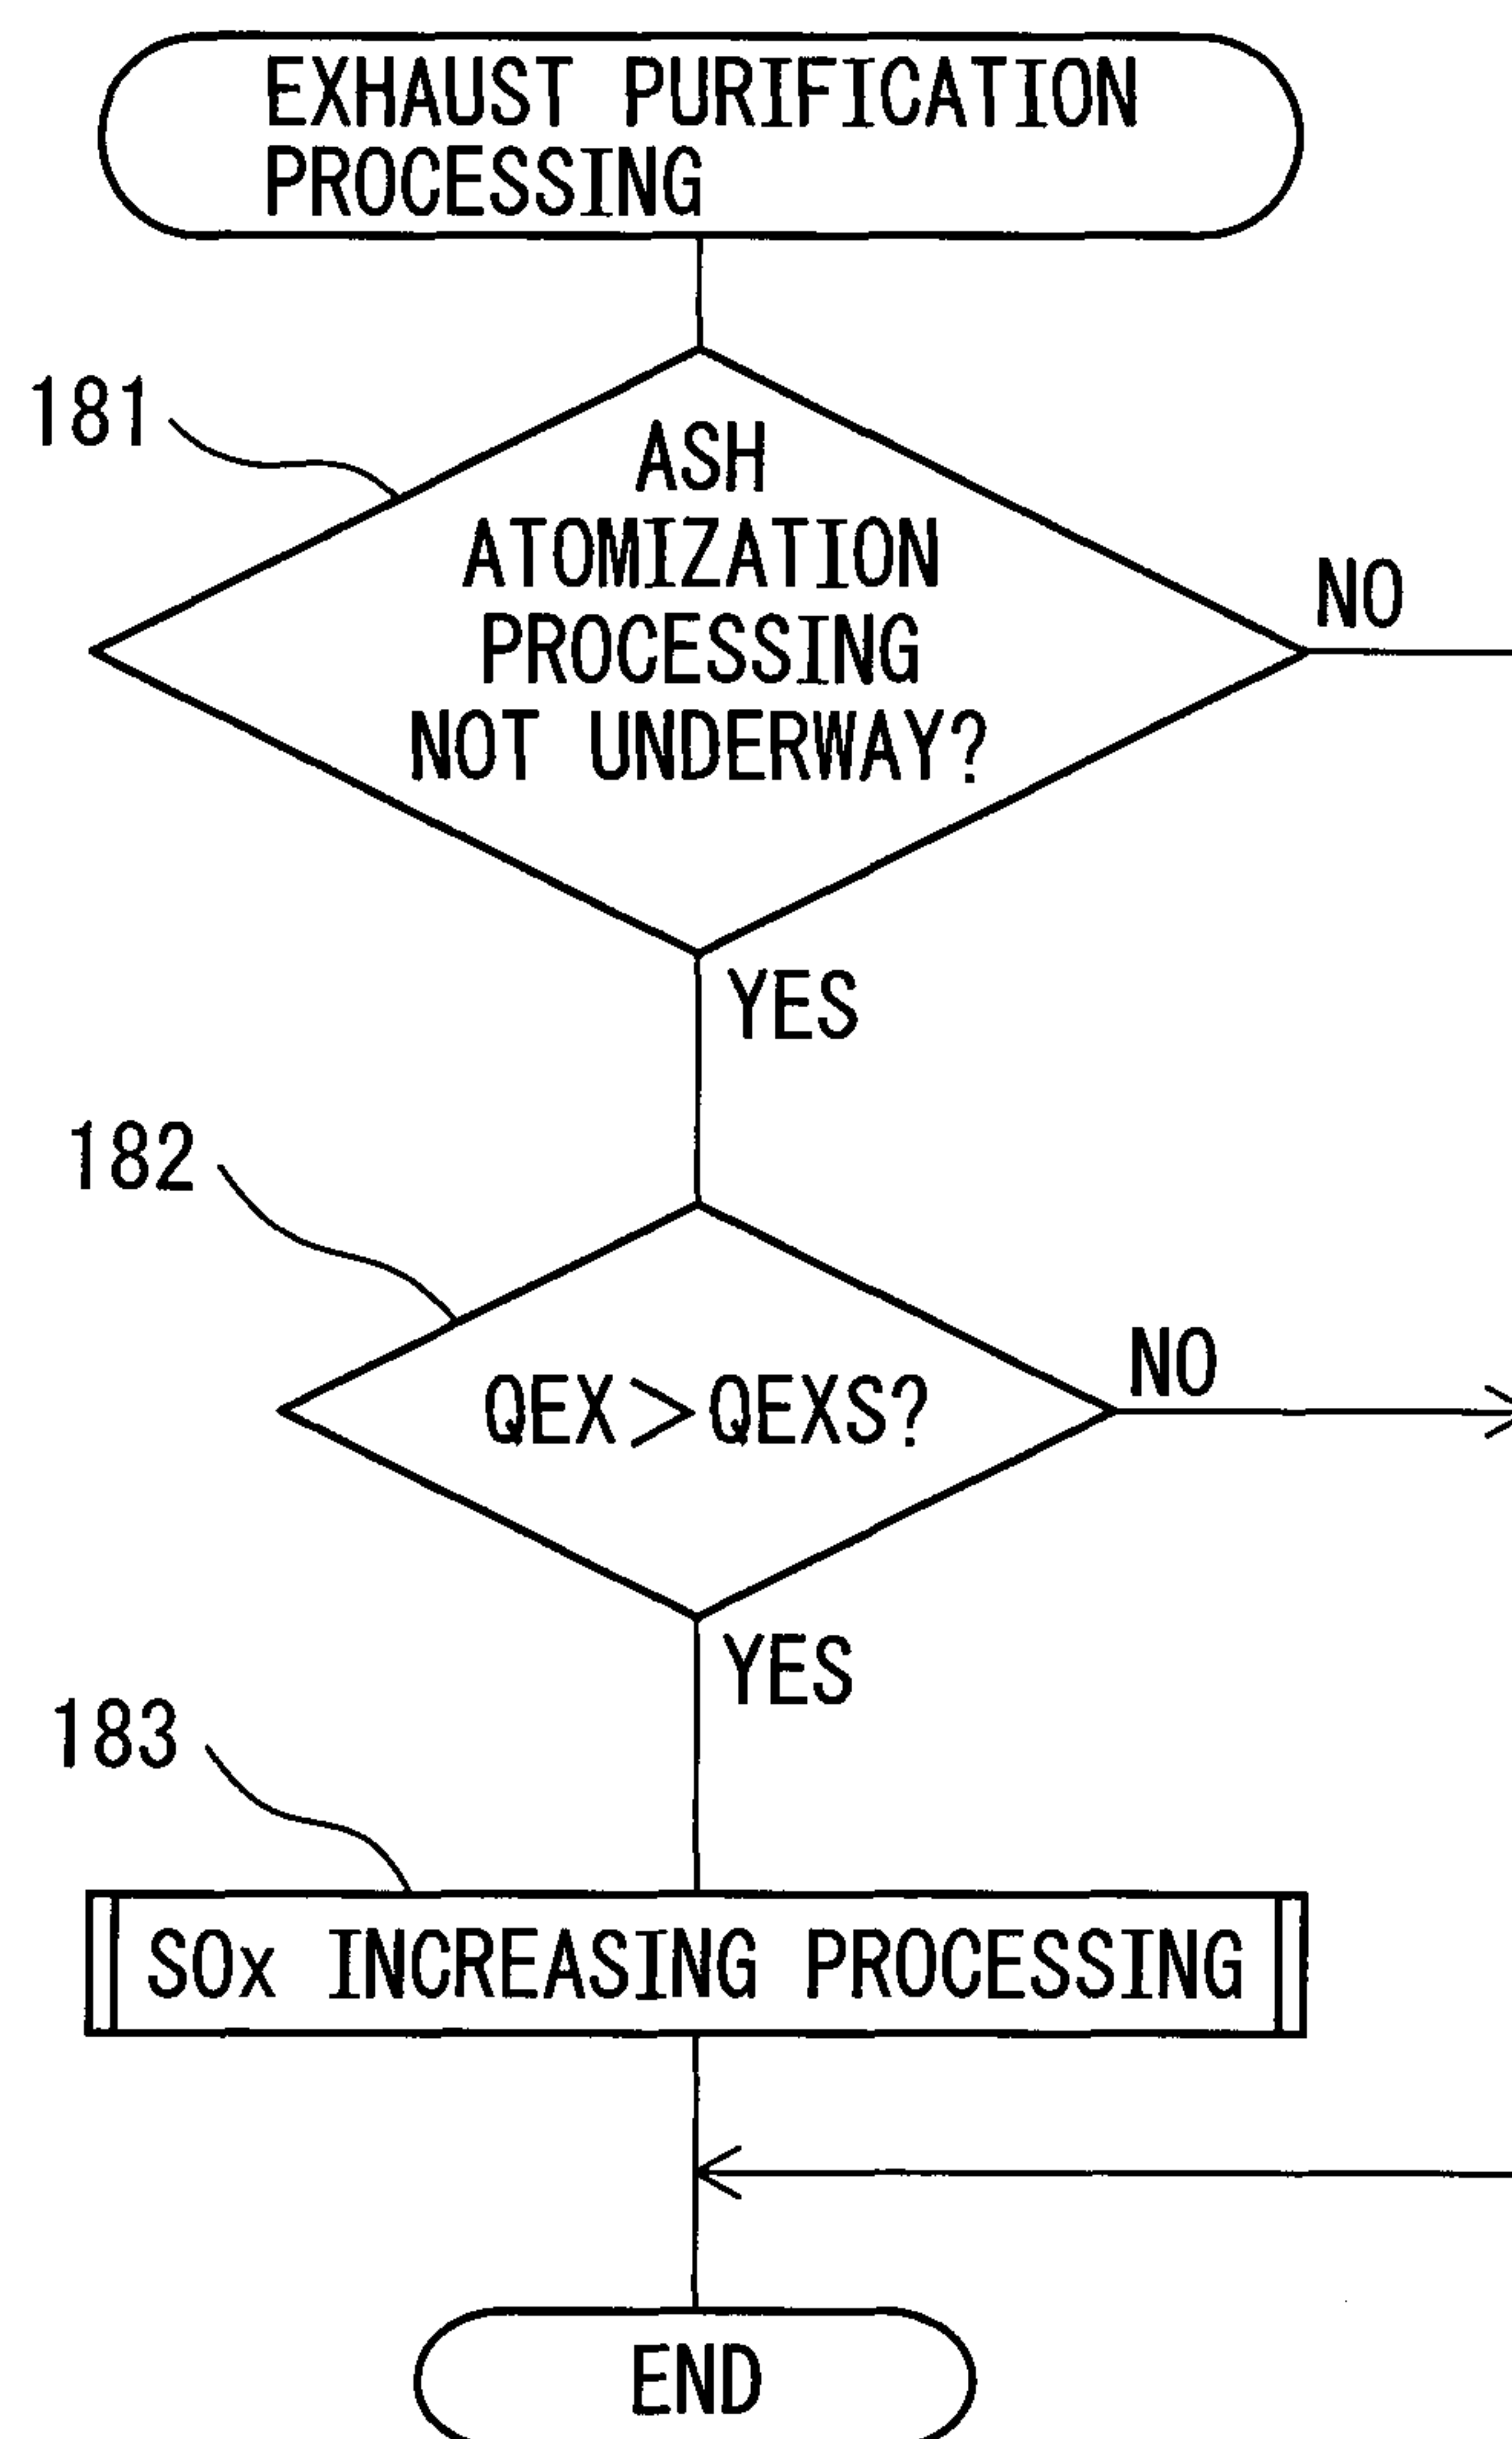 EXHAUST PURIFICATION
PROCESSING
181
ASH
ATOMIZATION
PROCESSING
NOT UNDERWAY?
NO
YES
182
QEX>QEXS?
NO
YES
183
SOx INCREASING PROCESSING
END